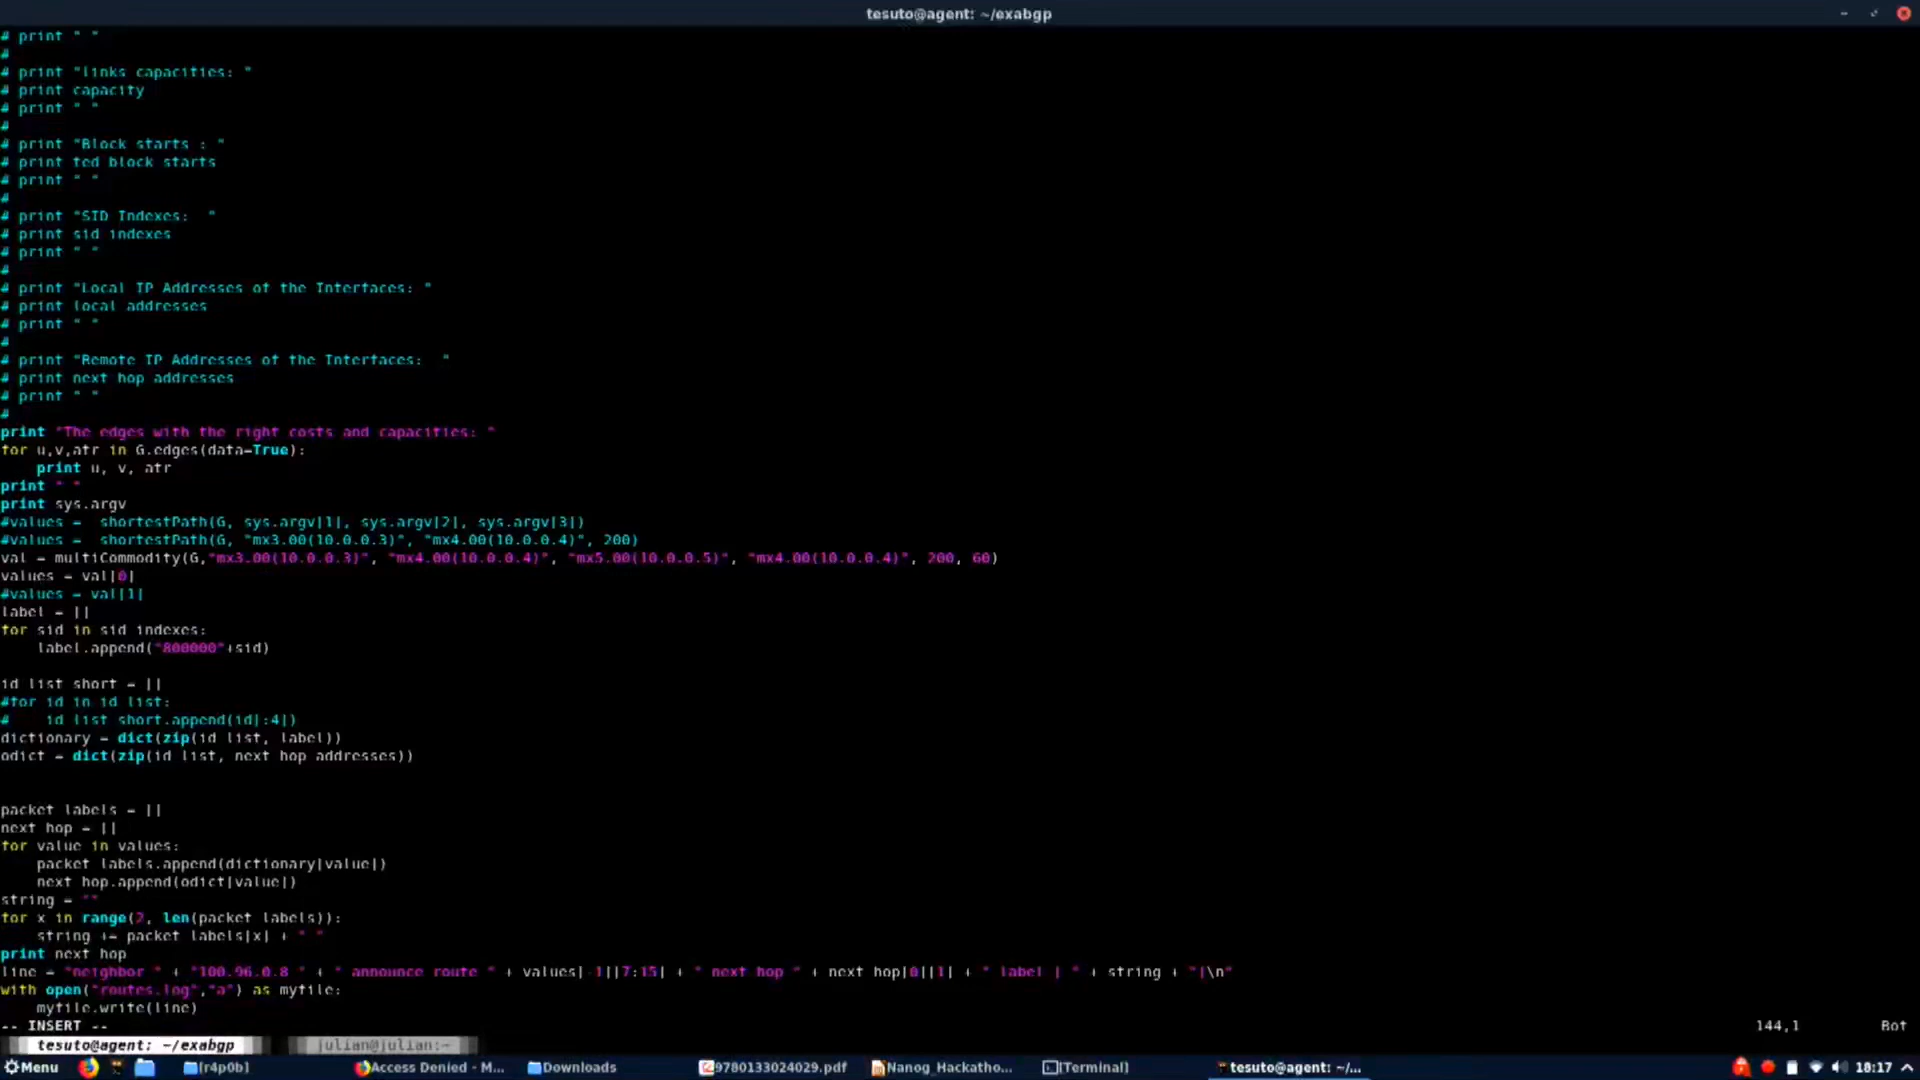 tesuto@agent: ~/exabgp
# print " "
#
# print "links capacities: "
# print capacity
# print " "
#
# print "Block starts : "
# print ted block starts
# print " "
#
# print "SID Indexes:  "
# print sid indexes
# print " "
#
# print "Local IP Addresses of the Interfaces: "
# print local addresses
# print " "
#
# print "Remote IP Addresses of the Interfaces:  "
# print next hop addresses
# print " "
#
print "The edges with the right costs and capacities: "
for u,v,atr in G.edges(data=True):
    print u, v, atr
print " "
print sys.argv
#values =  shortestPath(G, sys.argv[1], sys.argv[2], sys.argv[3])
#values =  shortestPath(G, "mx3.00(10.0.0.3)", "mx4.00(10.0.0.4)", 200)
val = multiCommodity(G,"mx3.00(10.0.0.3)", "mx4.00(10.0.0.4)", "mx5.00(10.0.0.5)", "mx4.00(10.0.0.4)", 200, 60)
values = val[0]
#values = val[1]
label = []
for sid in sid indexes:
    label.append("800000"+sid)
id list short = []
#for id in id list:
#    id list short.append(id[:4])
dictionary = dict(zip(id list, label))
odict = dict(zip(id list, next hop addresses))
packet labels = []
next hop = []
for value in values:
    packet labels.append(dictionary[value])
    next hop.append(odict[value])
string = ""
for x in range(2, len(packet labels)):
    string += packet labels[x] + " "
print next hop
line = "neighbor " + "100.96.0.8 " + " announce route " + values[-1][7:15] + " next hop " + next hop[0][1] + " label [ " + string + "]\n"
with open("routes.log","a") as myfile:
    myfile.write(line)
-- INSERT --
144,1
Bot
tesuto@agent: ~/exabgp
julian@julian:~
Menu
[r4p0b]
Access Denied - M...
Downloads
9780133024029.pdf
Nanog_Hackatho...
[Terminal]
tesuto@agent: ~/...
18:17